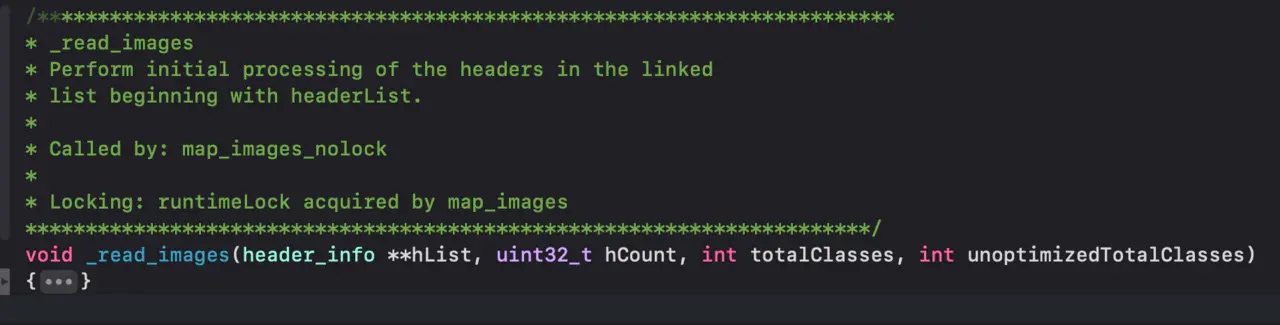 /***********************************************************************
* _read_images
* Perform initial processing of the headers in the linked
* list beginning with headerList.
*
* Called by: map_images_nolock
*
* Locking: runtimeLock acquired by map_images
**********************************************************************/
void _read_images(header_info **hList, uint32_t hCount, int totalClasses, int unoptimizedTotalClasses)
{•••}